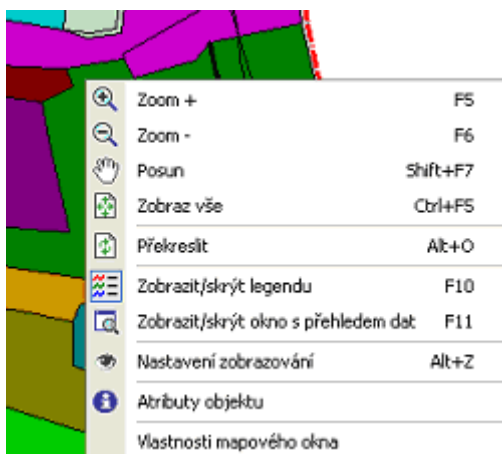 Zoom + F5
Zoom - F6
Posun Shift+F7
Zobraz vše Ctrl+F5
Překreslit Alt+O
Zobrazit/skrýt legendu F10
Zobrazit/skrýt okno s přehledem dat F11
Nastavení zobrazování Alt+Z
Atributy objektu
Vlastnosti mapového okna